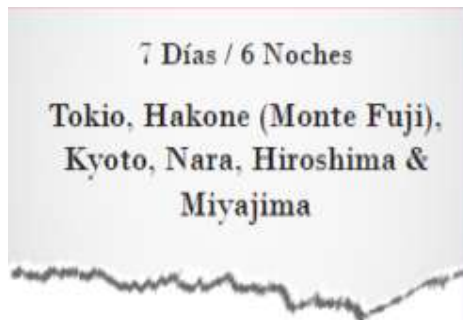 7 Días / 6 Noches
Tokio, Hakone (Monte Fuji),
Kyoto, Nara, Hiroshima &
Miyajima